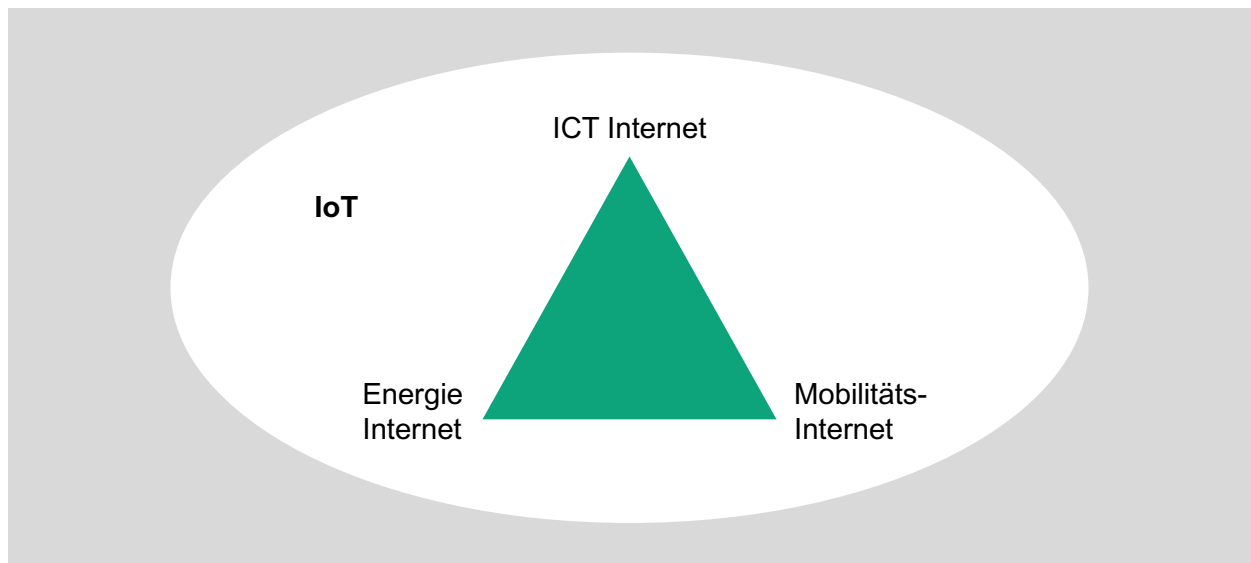 ICT Internet
IoT
Energie
Internet
Mobilitäts-
Internet